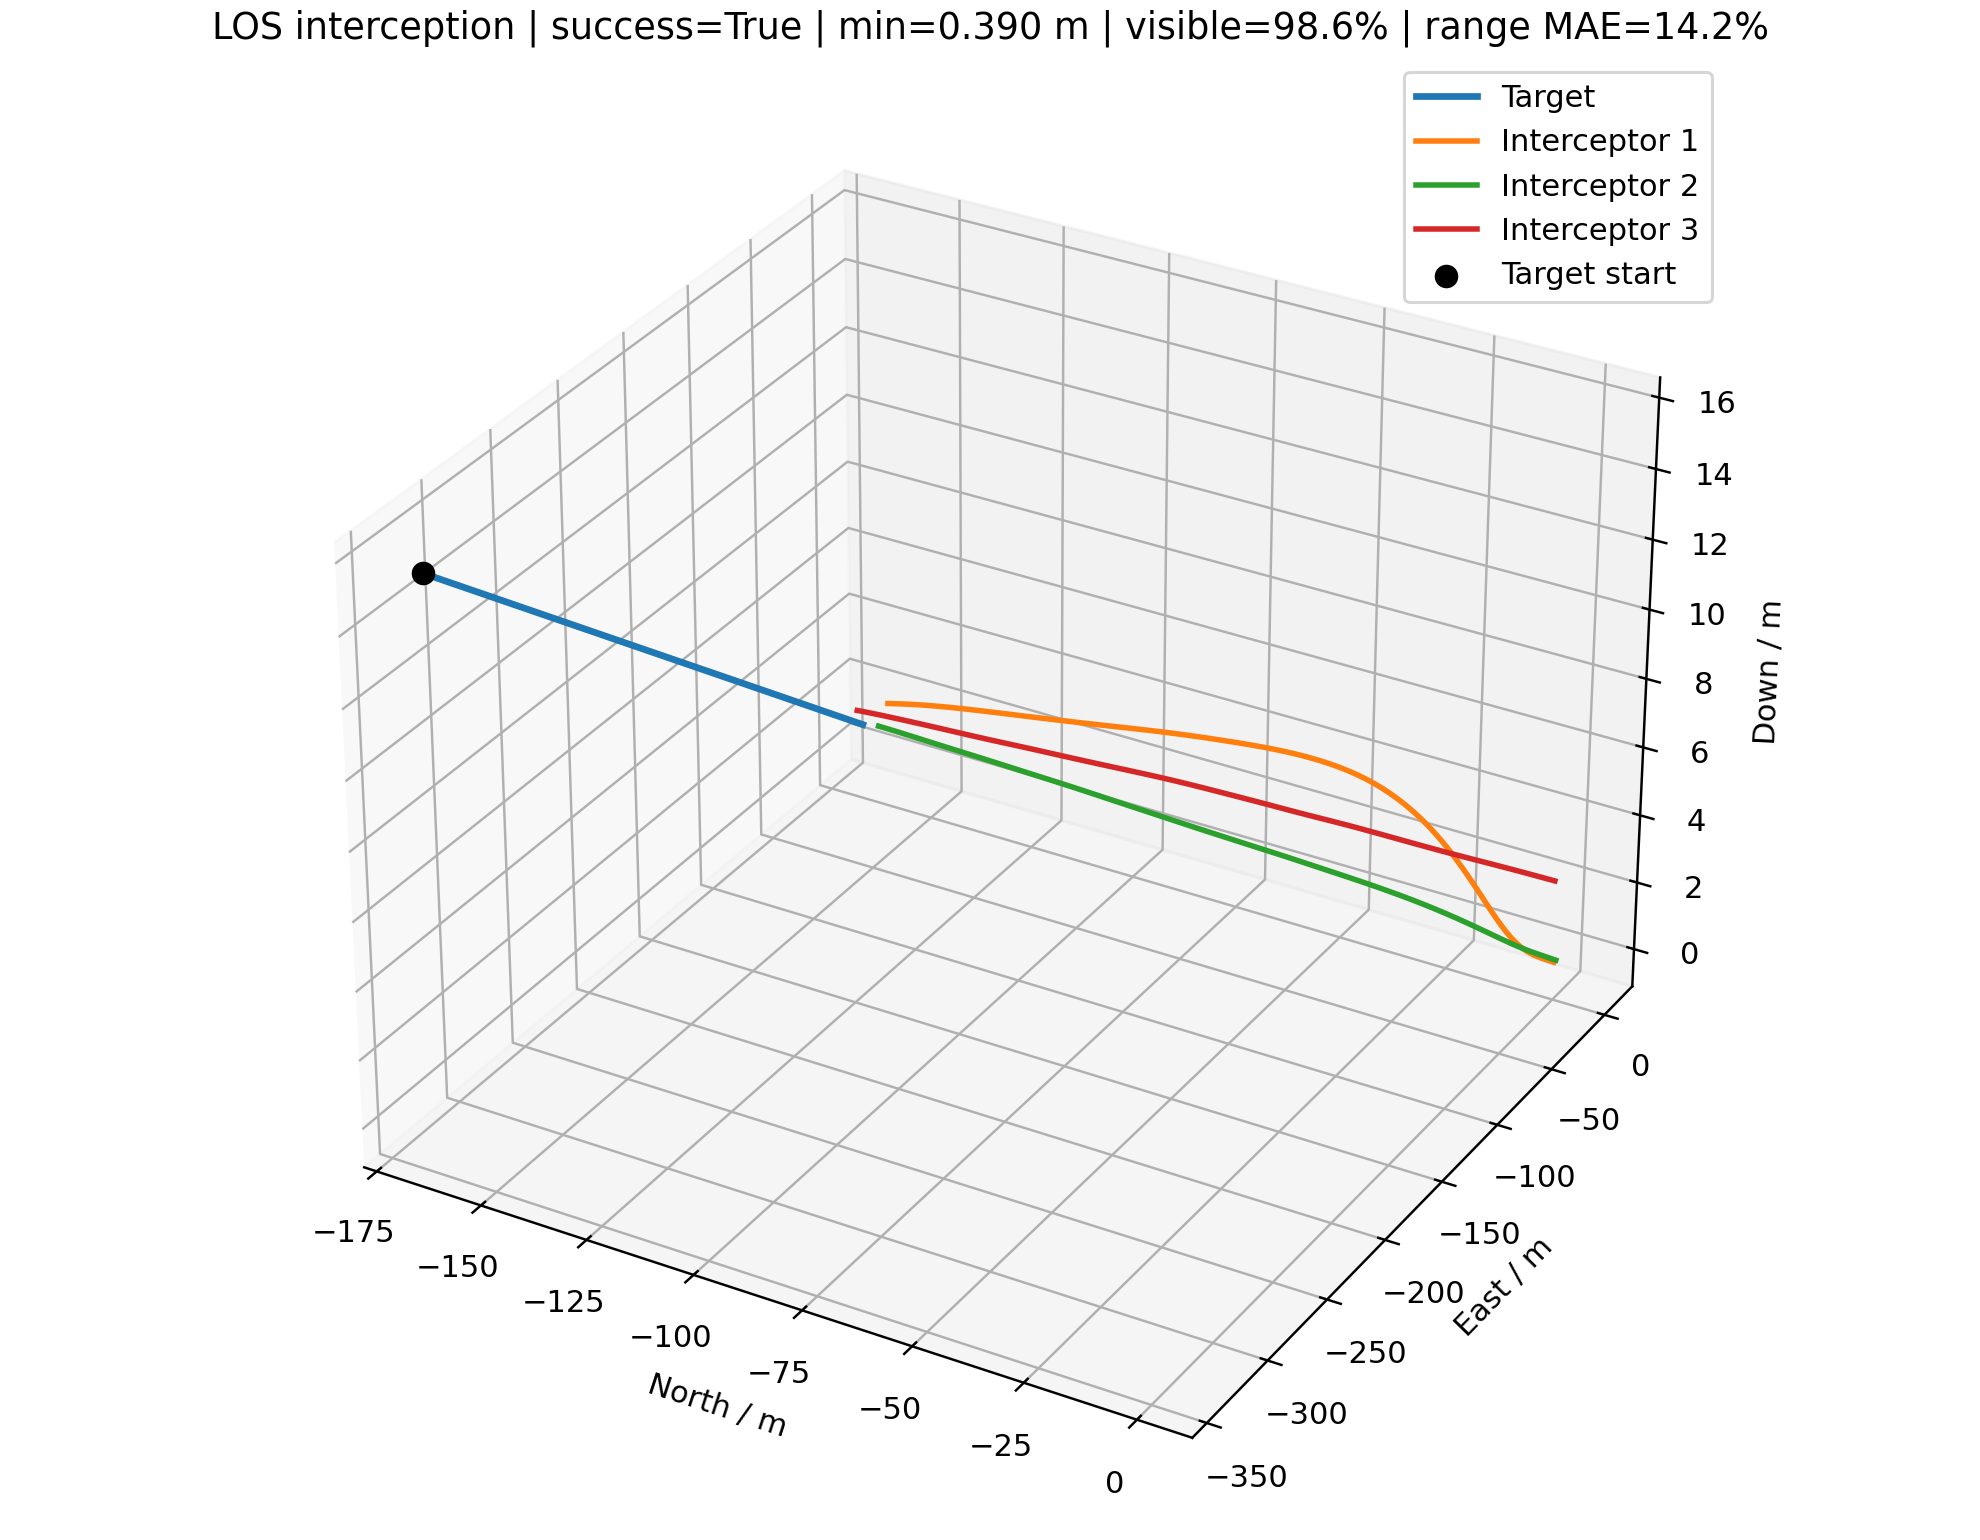 LOS interception | success=True | min=0.390 m | visible=98.6% | range MAE=14.2%
Target
Interceptor 1
Interceptor 2
Interceptor 3
Target start
16
14
12
10
8
6
4
2
0
Down / m
0
−50
−100
−150
−200
−250
−300
−350
East / m
−175
−150
−125
−100
−75
−50
−25
0
North / m